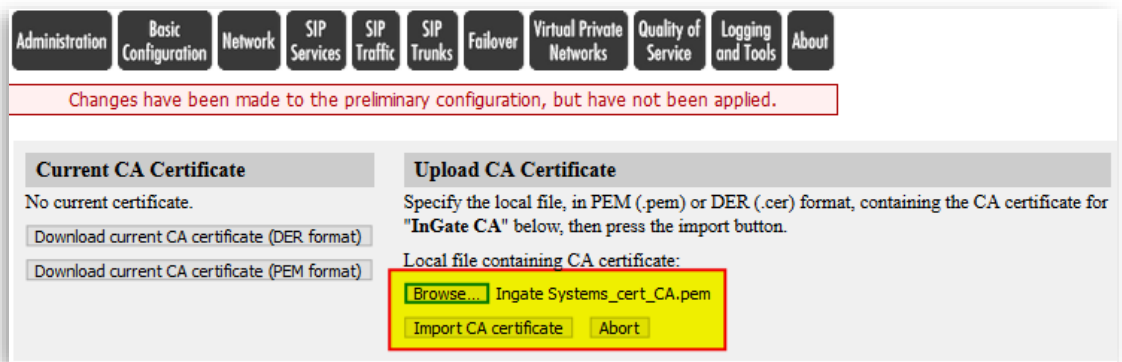 Administration
Basic Configuration
Network
SIP Services
SIP Traffic
SIP Trunks
Failover
Virtual Private Networks
Quality of Service
Logging and Tools
About
Changes have been made to the preliminary configuration, but have not been applied.
Current CA Certificate
No current certificate.
Download current CA certificate (DER format)
Download current CA certificate (PEM format)
Upload CA Certificate
Specify the local file, in PEM (.pem) or DER (.cer) format, containing the CA certificate for
"InGate CA" below, then press the import button.
Local file containing CA certificate:
Browse... Ingate Systems_cert_CA.pem
Import CA certificate Abort